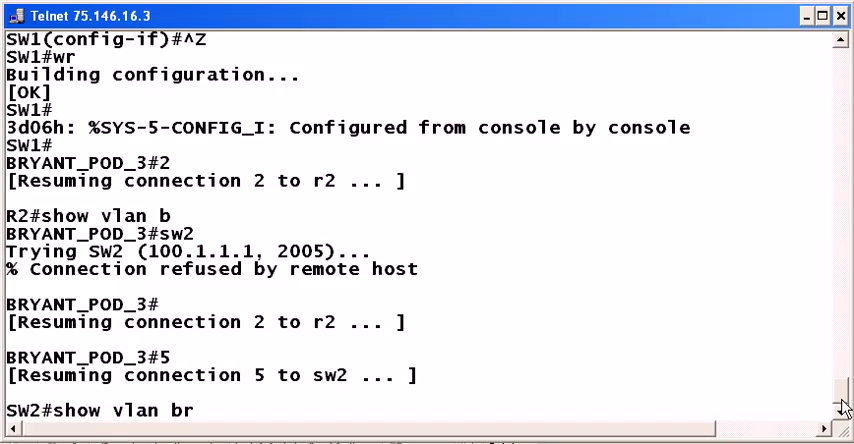 Telnet 75.146.16.3
SW1(config-if)#^Z
SW1#wr
Building configuration...
[OK]
SW1#
3d06h: %SYS-5-CONFIG_I: Configured from console by console
SW1#
BRYANT_POD_3#2
[Resuming connection 2 to r2 ... ]
R2#show vlan b
BRYANT_POD_3#sw2
Trying SW2 (100.1.1.1, 2005)...
% Connection refused by remote host
BRYANT_POD_3#
[Resuming connection 2 to r2 ... ]
BRYANT_POD_3#5
[Resuming connection 5 to sw2 ... ]
SW2#show vlan br